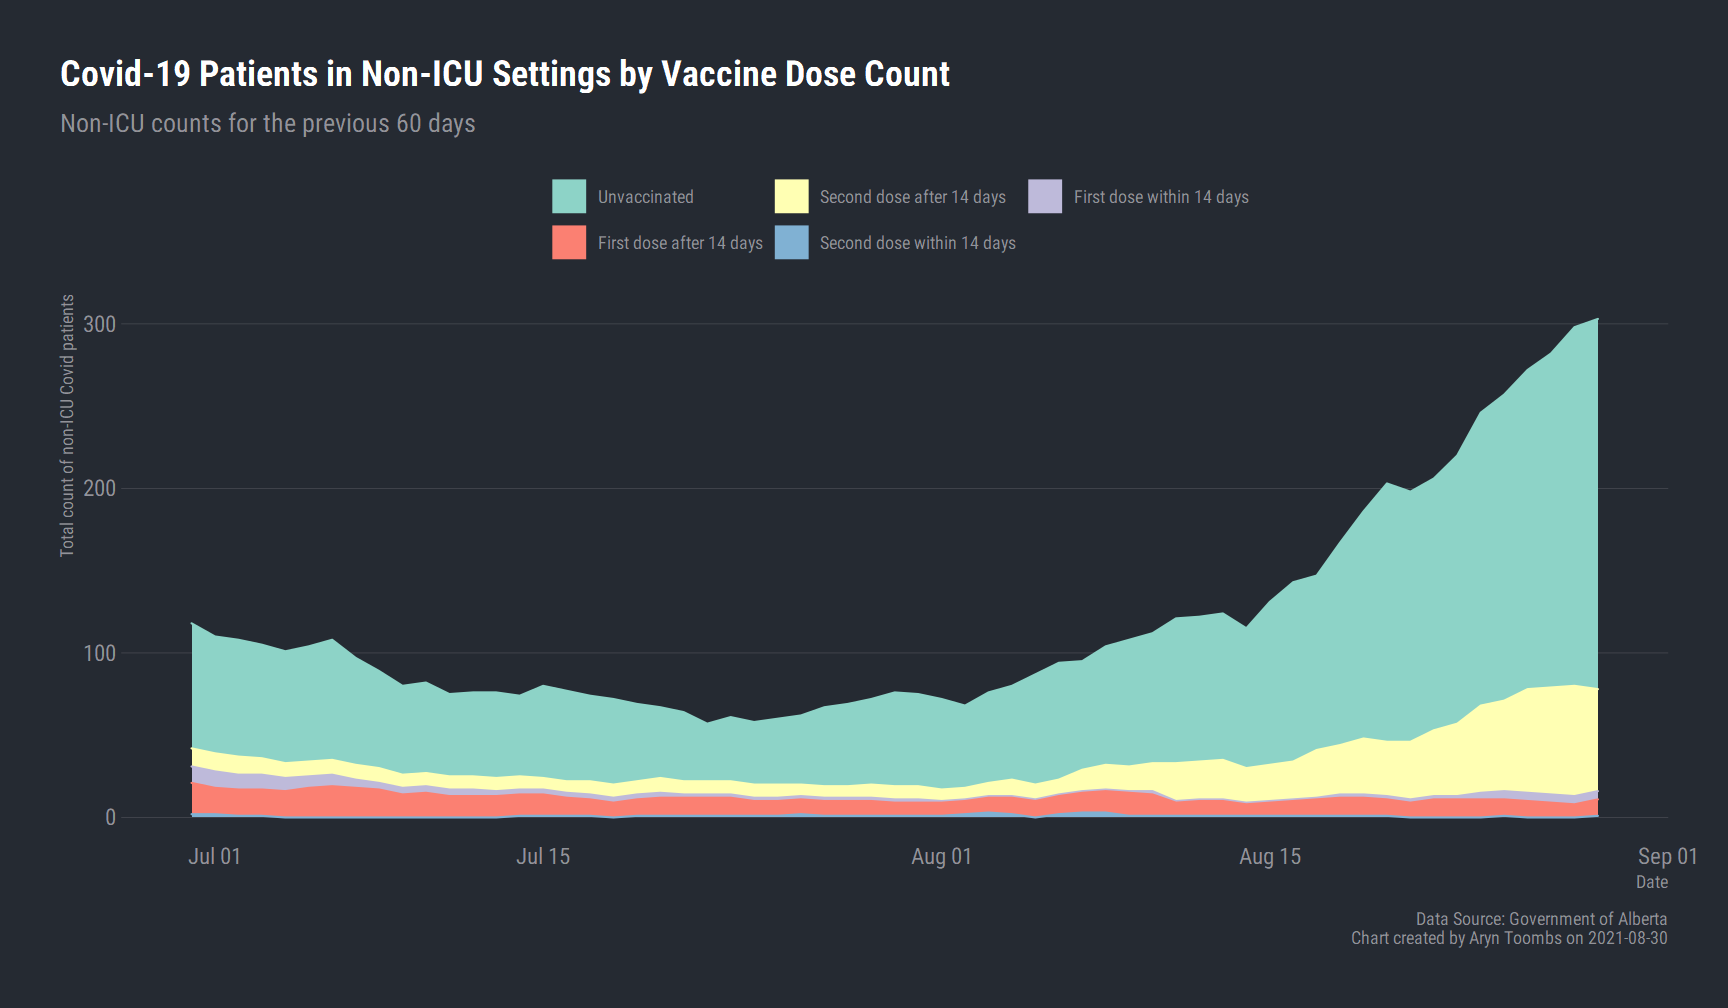 Covid-19 Patients in Non-ICU Settings by Vaccine Dose Count
Non-ICU counts for the previous 60 days
Unvaccinated
Second dose after 14 days
First dose within 14 days
First dose after 14 days
Second dose within 14 days
Total count of non-ICU Covid patients
300
200
100
0
Jul 01
Jul 15
Aug 01
Aug 15
Sep 01
Date
Data Source: Government of Alberta
Chart created by Aryn Toombs on 2021-08-30